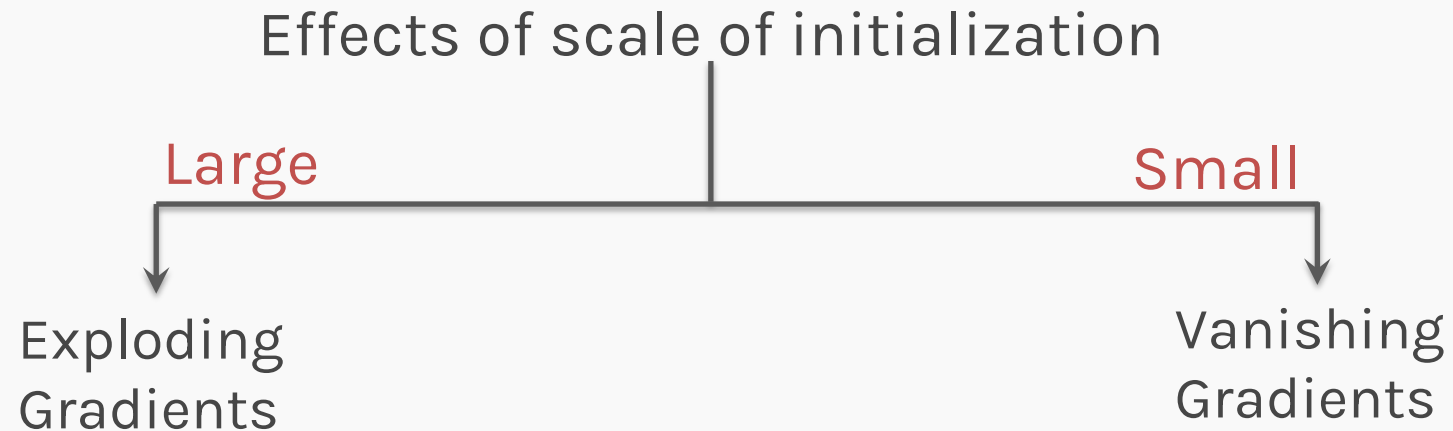 Effects of scale of initialization
Large
Small
Exploding
Gradients
Vanishing
Gradients